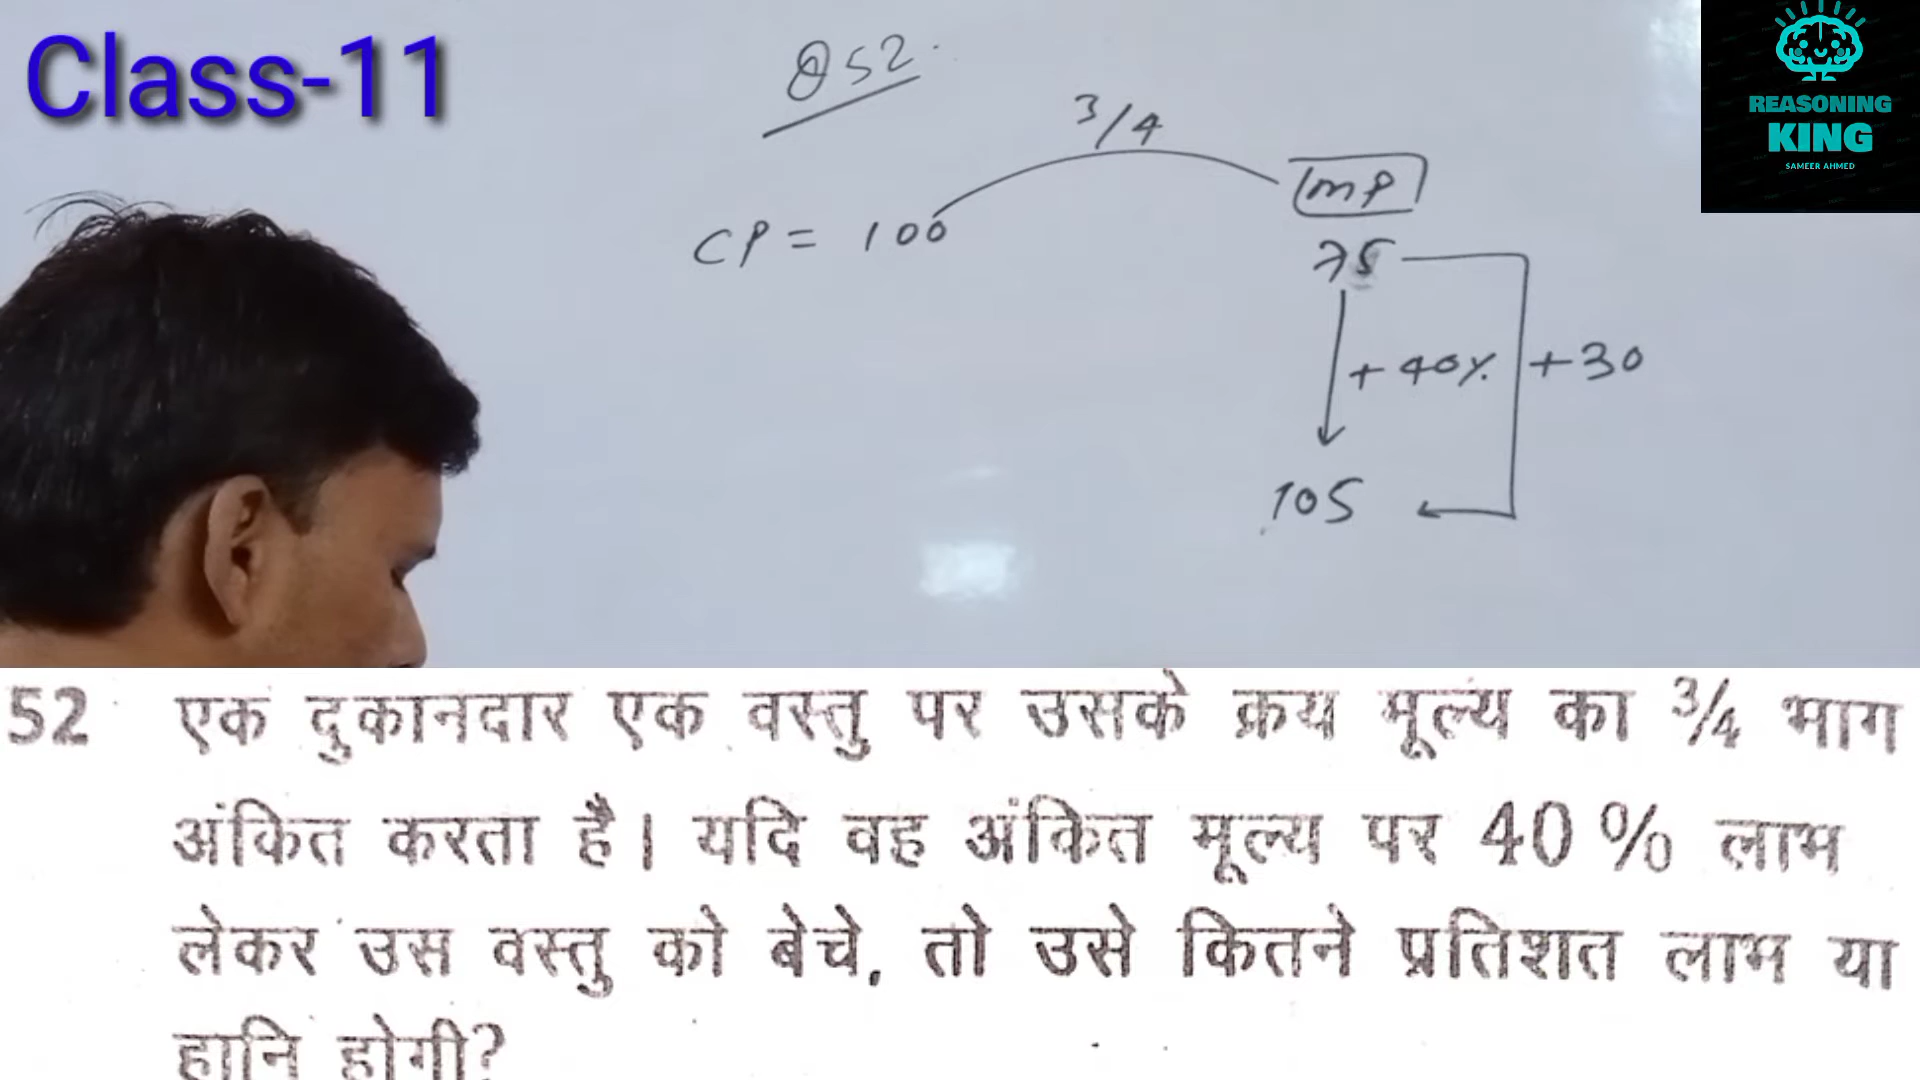 Class-11
Q52.
REASONING
KING
SAMEER AHMED
3/4
MP
CP = 100
75
+ 40%
+30
105
52 एक दुकानदार एक वस्तु पर उसके क्रय मूल्य का 3/4 भाग
अंकित करता है। यदि वह अंकित मूल्य पर 40 % लाभ
लेकर उस वस्तु को बेचे, तो उसे कितने प्रतिशत लाभ या
हानि होगी?